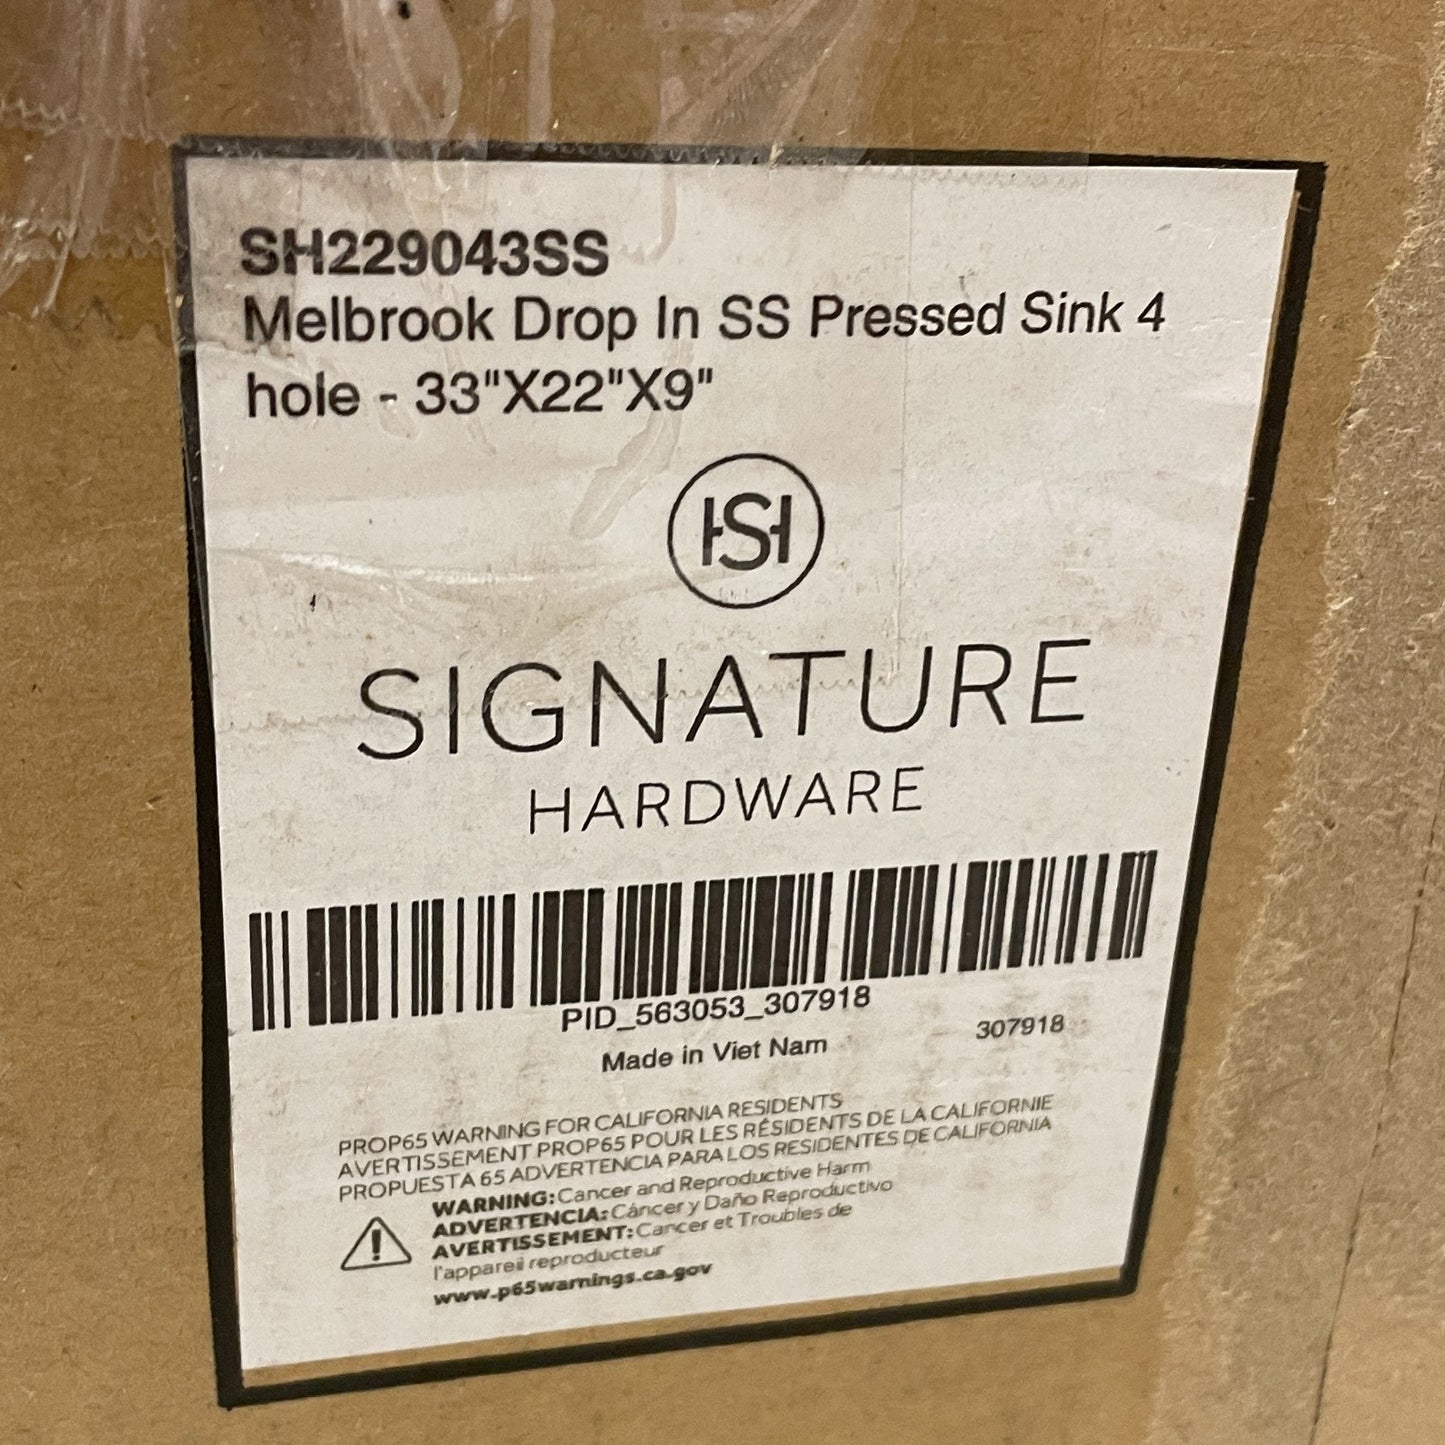 SH229043SS
Melbrook Drop In SS Pressed Sink 4
hole - 33"X22"X9"
SH
SIGNATURE
HARDWARE
PID_563053_307918
Made in Viet Nam
307918
PROP65 WARNING FOR CALIFORNIA RESIDENTS
AVERTISSEMENT PROP65 POUR LES RÉSIDENTS DE LA CALIFORNIE
PROPUESTA 65 ADVERTENCIA PARA LOS RESIDENTES DE CALIFORNIA
WARNING: Cancer and Reproductive Harm
ADVERTENCIA: Cáncer y Daño Reproductivo
AVERTISSEMENT: Cancer et Troubles de
l'appareil reproducteur
www.p65warnings.ca.gov